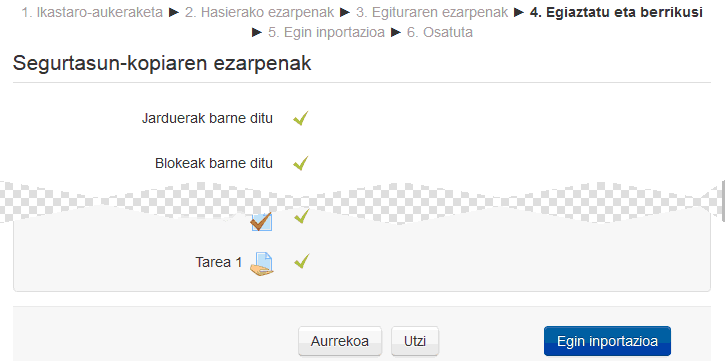 1. Ikastaro-aukeraketa ► 2. Hasierako ezarpenak ► 3. Egituraren ezarpenak ► 4. Egiaztatu eta berrikusi
► 5. Egin inportazioa ► 6. Osatuta
Segurtasun-kopiaren ezarpenak
Jarduerak barne ditu
Blokeak barne ditu
Tarea 1
Aurrekoa Utzi Egin inportazioa